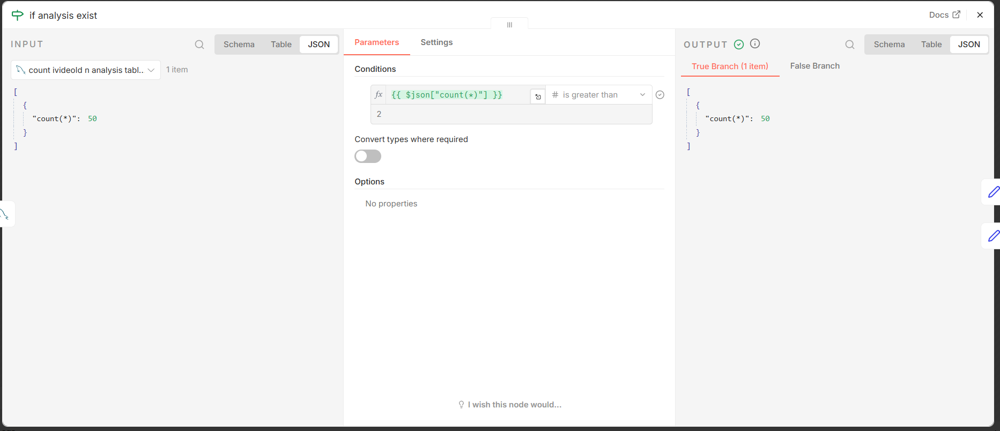 if analysis exist
Docs
INPUT
Schema Table JSON
count ivideoId n analysis tabl... 1 item
[
{
"count(*)": 50
}
]
Parameters Settings
Conditions
fx {{ $json["count(*)"] }} # is greater than
2
Convert types where required
Options
No properties
I wish this node would...
OUTPUT
Schema Table JSON
True Branch (1 item) False Branch
[
{
"count(*)": 50
}
]